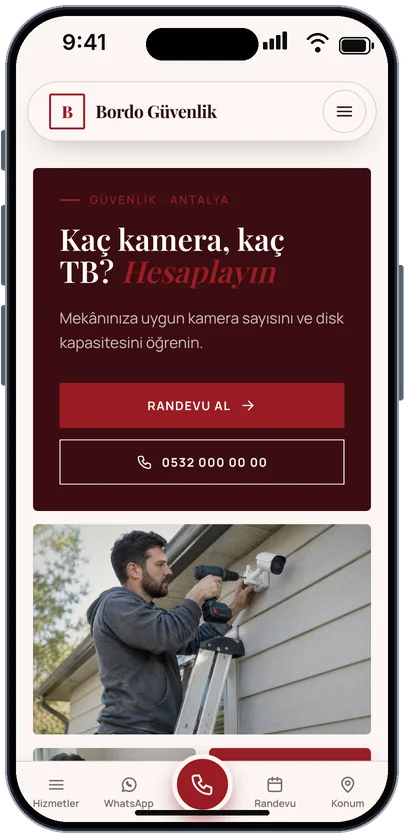 9:41
B Bordo Güvenlik
GÜVENLİK · ANTALYA
Kaç kamera, kaç
TB? Hesaplayın
Mekânınıza uygun kamera sayısını ve disk
kapasitesini öğrenin.
RANDEVU AL →
0532 000 00 00
Hizmetler WhatsApp Randevu Konum